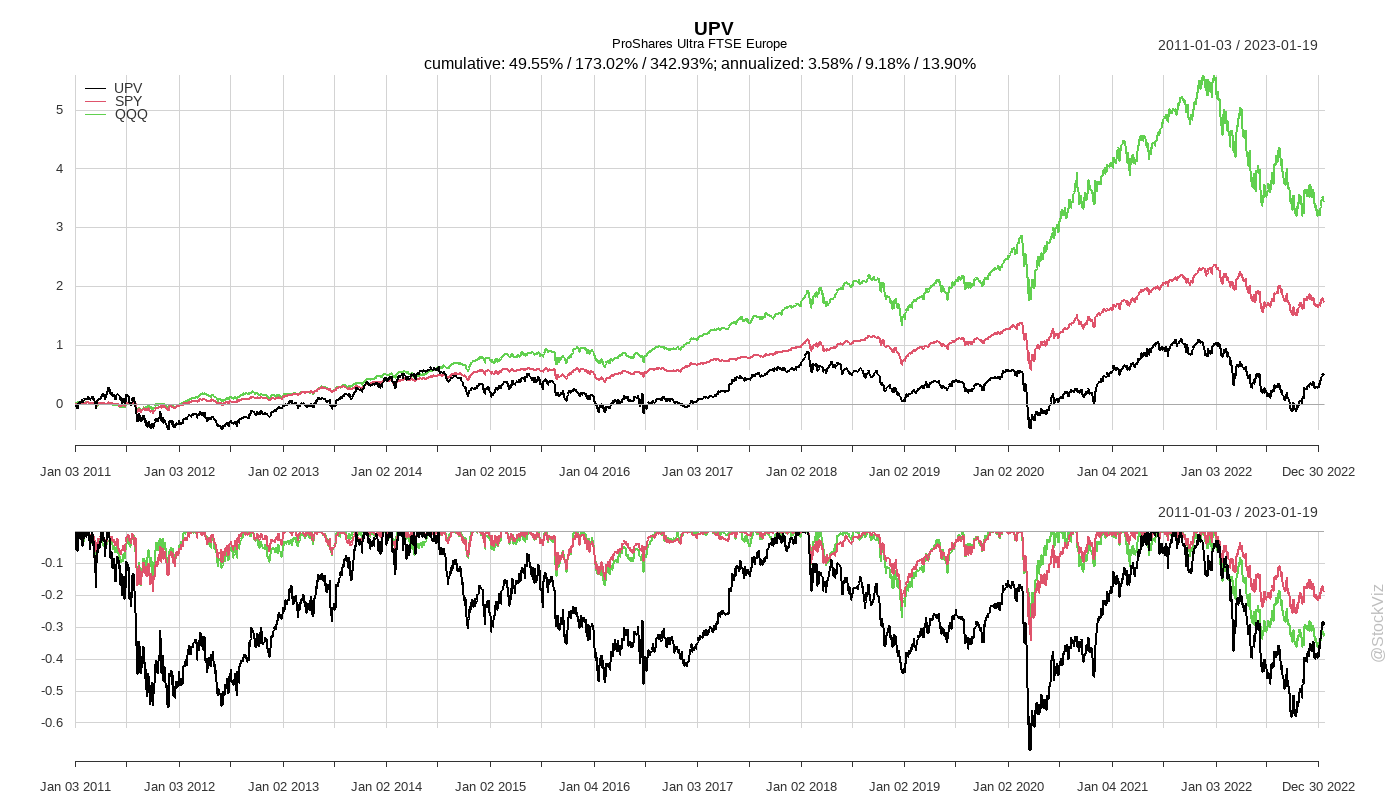 UPV
ProShares Ultra FTSE Europe
2011-01-03 / 2023-01-19
cumulative: 49.55% / 173.02% / 342.93%; annualized: 3.58% / 9.18% / 13.90%
UPV
SPY
QQQ
5
4
3
2
1
0
Jan 03 2011 Jan 03 2012 Jan 02 2013 Jan 02 2014 Jan 02 2015 Jan 04 2016 Jan 03 2017 Jan 02 2018 Jan 02 2019 Jan 02 2020 Jan 04 2021 Jan 03 2022 Dec 30 2022
2011-01-03 / 2023-01-19
-0.1
-0.2
-0.3
-0.4
-0.5
-0.6
Jan 03 2011 Jan 03 2012 Jan 02 2013 Jan 02 2014 Jan 02 2015 Jan 04 2016 Jan 03 2017 Jan 02 2018 Jan 02 2019 Jan 02 2020 Jan 04 2021 Jan 03 2022 Dec 30 2022
@StockViz